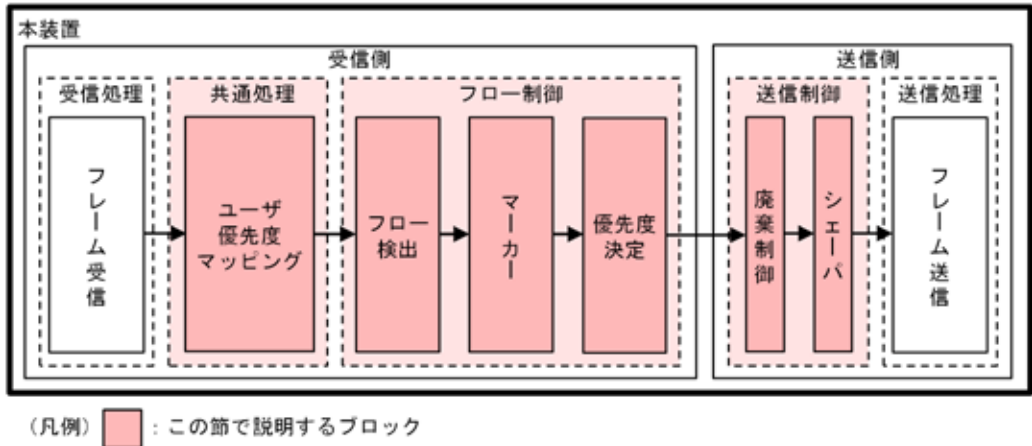 本装置
受信側
送信側
受信処理
共通処理
フロー制御
送信制御
送信処理
フレーム受信
ユーザ
優先度
マッピング
フロー
検出
マーカー
優先度
決定
廃棄制御
シェーパ
フレーム送信
(凡例) : この節で説明するブロック